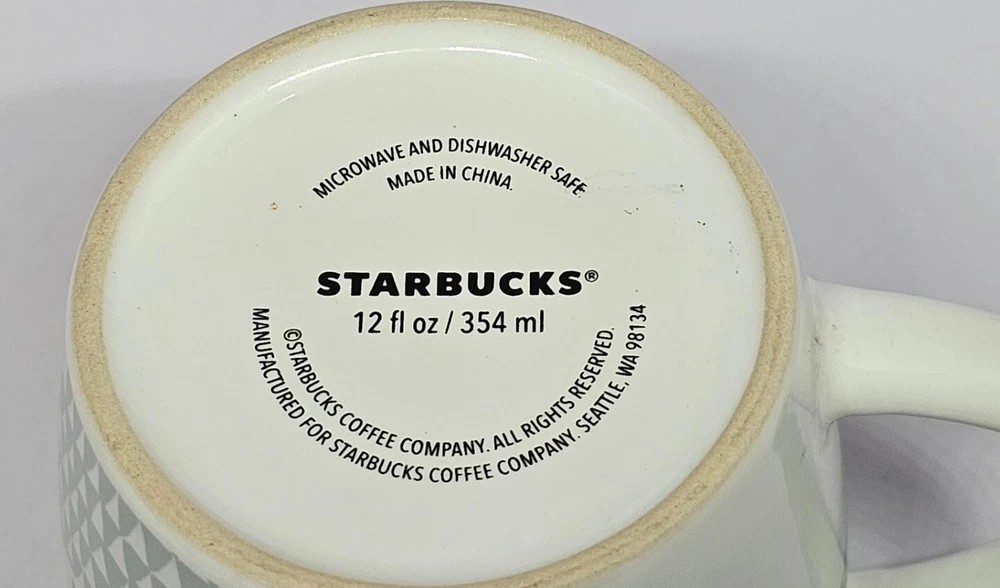 MICROWAVE AND DISHWASHER SAFE.
MADE IN CHINA.
STARBUCKS®
12 fl oz / 354 ml
©STARBUCKS COFFEE COMPANY. ALL RIGHTS RESERVED.
MANUFACTURED FOR STARBUCKS COFFEE COMPANY. SEATTLE, WA 98134